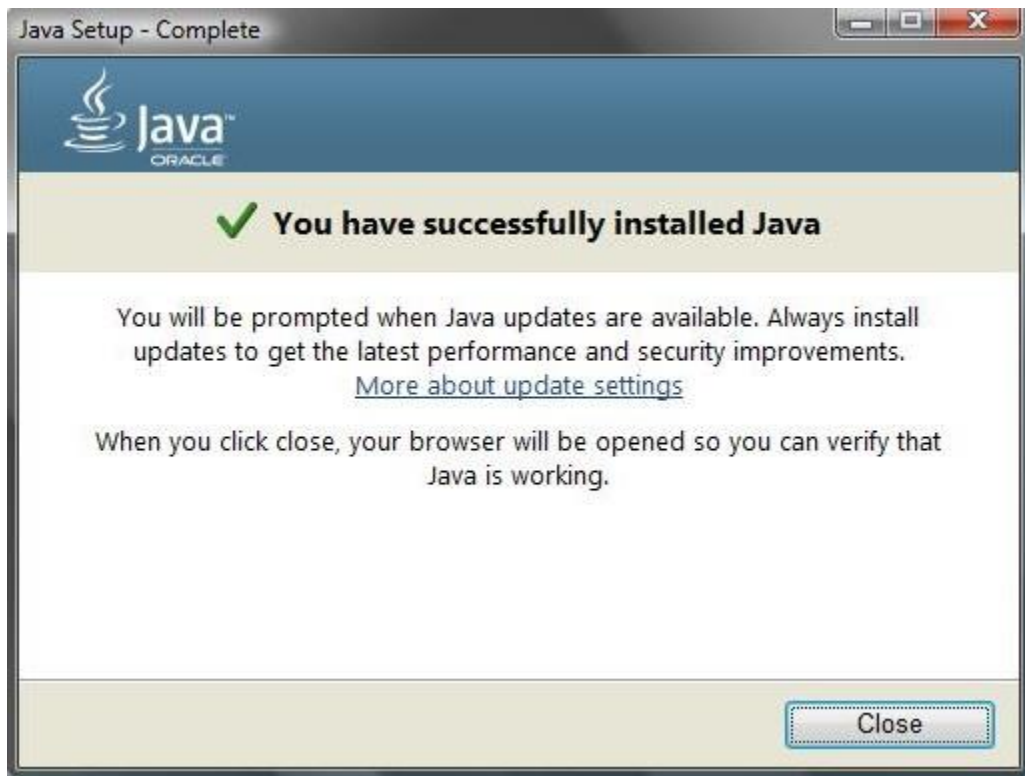 Java Setup - Complete
Java™
ORACLE
You have successfully installed Java
You will be prompted when Java updates are available. Always install
updates to get the latest performance and security improvements.
More about update settings
When you click close, your browser will be opened so you can verify that
Java is working.
Close